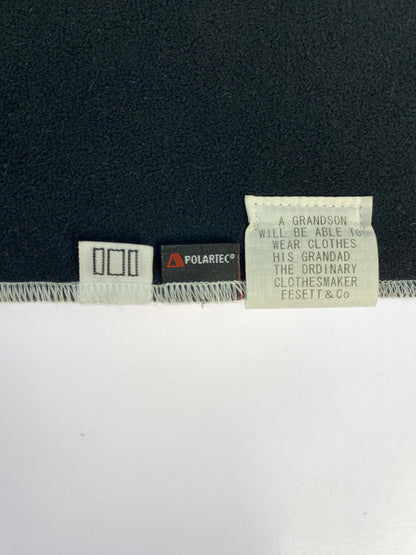 POLARTEC®
A GRANDSON
WILL BE ABLE TO
WEAR CLOTHES
HIS GRANDAD
THE ORDINARY
CLOTHESMAKER
EESETT & Co